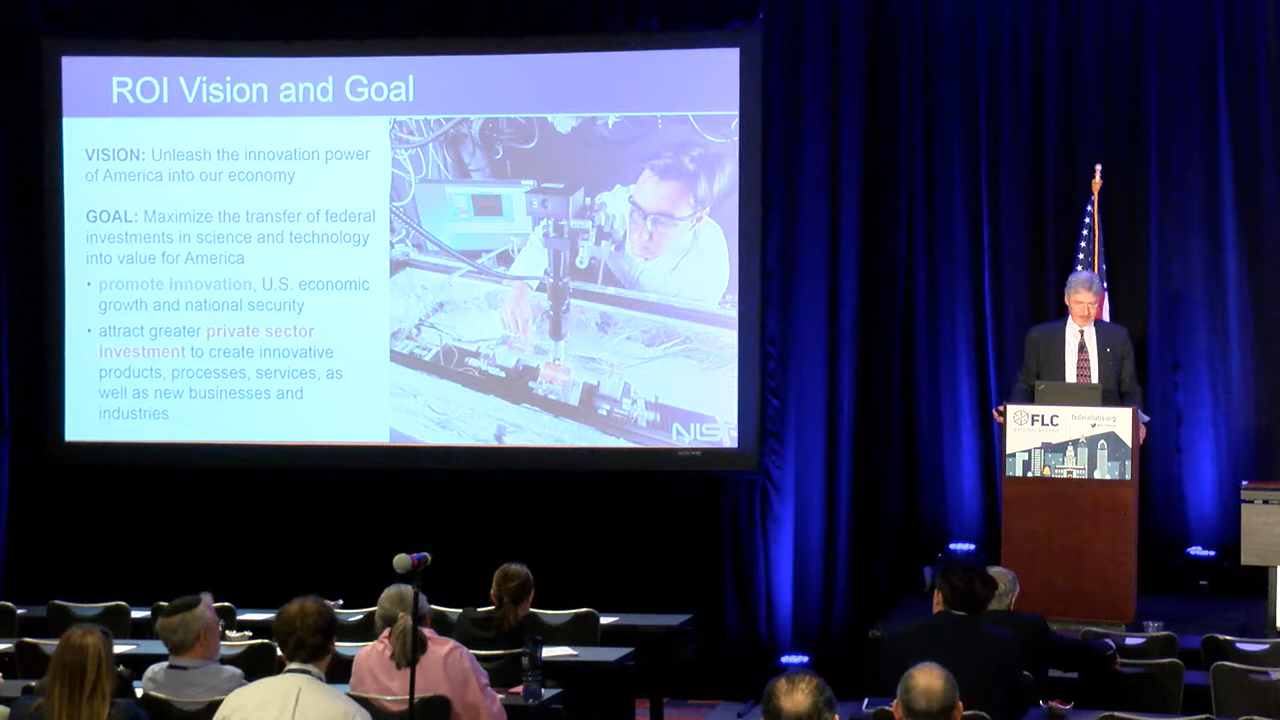 ROI Vision and Goal
VISION: Unleash the innovation power
of America into our economy
GOAL: Maximize the transfer of federal
investments in science and technology
into value for America
• promote innovation, U.S. economic
growth and national security
• attract greater private sector
investment to create innovative
products, processes, services, as
well as new businesses and
industries
NIST
FLC
federallabs.org
NATIONAL MEETING